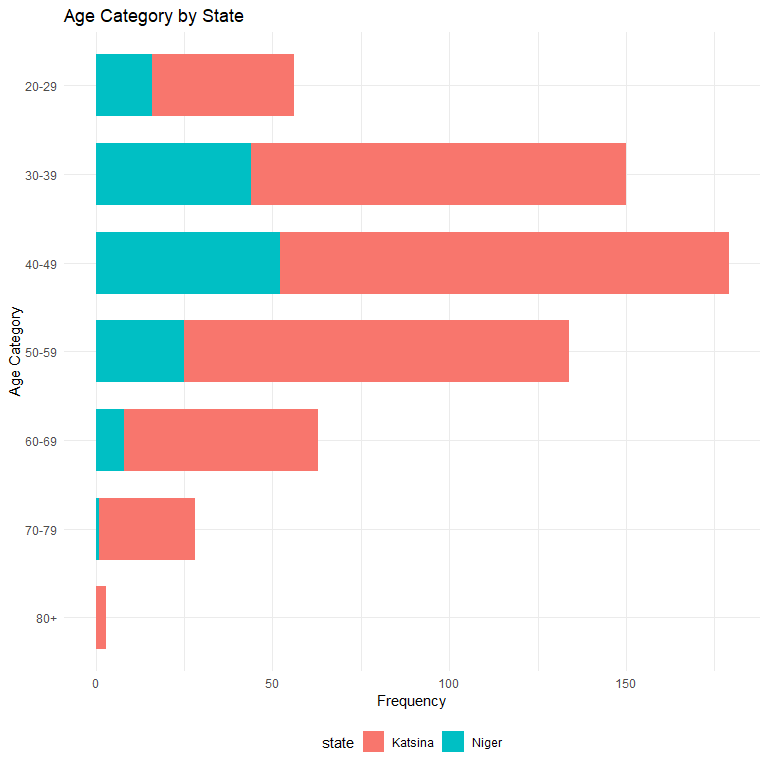 Age Category by State
Age Category
20-29
30-39
40-49
50-59
60-69
70-79
80+
0 50 100 150
Frequency
state Katsina Niger